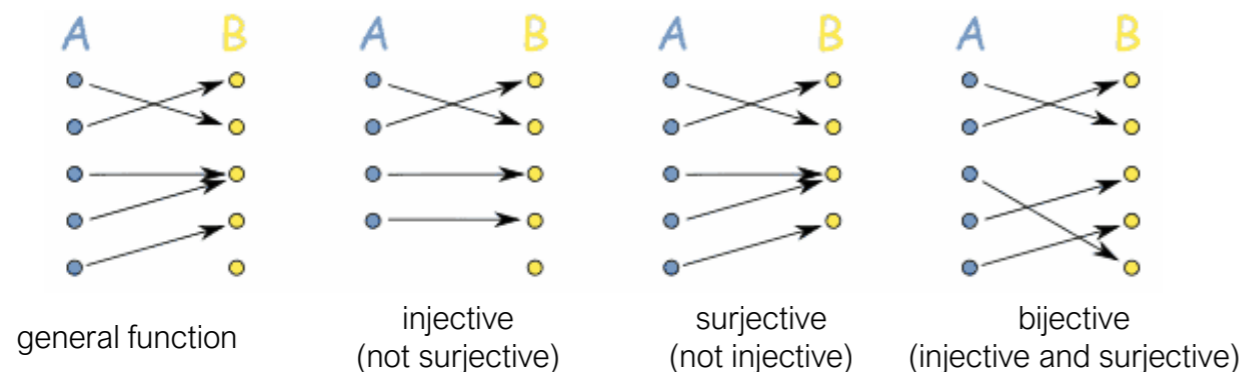 A B A B A B A B
general function
injective
(not surjective)
surjective
(not injective)
bijective
(injective and surjective)